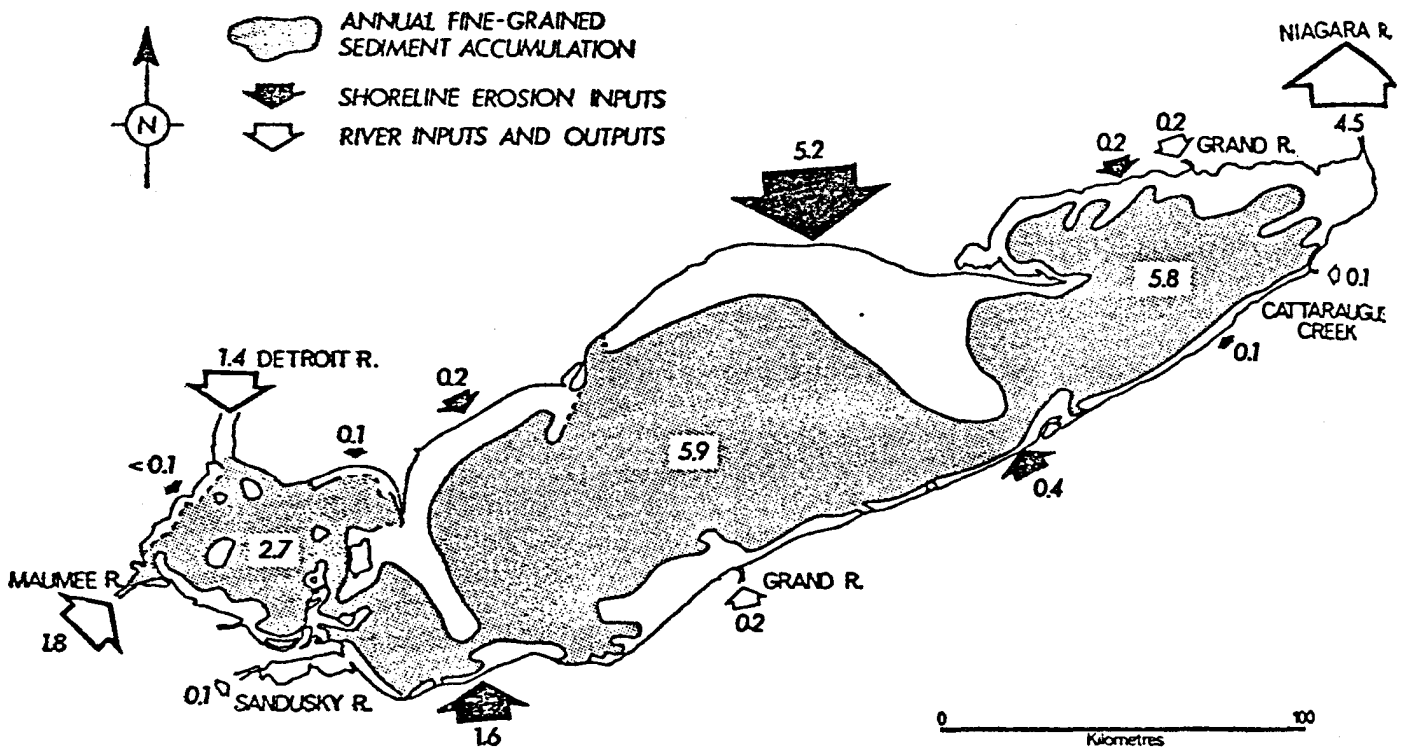 ANNUAL FINE-GRAINED
SEDIMENT ACCUMULATION
SHORELINE EROSION INPUTS
RIVER INPUTS AND OUTPUTS
N
NIAGARA R.
4.5
0.2
0.2
GRAND R.
5.2
5.8
0.1
CATTARAUGUE
CREEK
0.1
1.4 DETROIT R.
0.2
0.1
<0.1
5.9
0.4
2.7
MAUMEE R.
1.8
GRAND R.
0.2
0.1
SANDUSKY R.
1.6
0
100
Kilometres